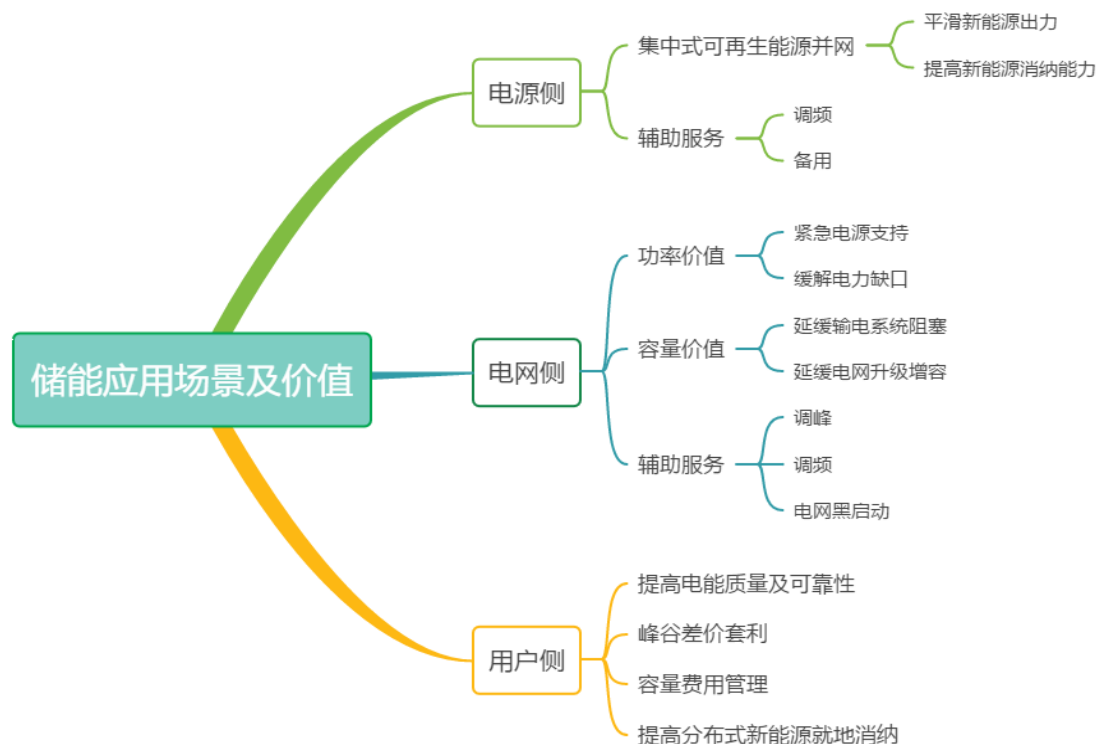 储能应用场景及价值
电源侧
集中式可再生能源并网
平滑新能源出力
提高新能源消纳能力
辅助服务
调频
备用
电网侧
功率价值
紧急电源支持
缓解电力缺口
容量价值
延缓输电系统阻塞
延缓电网升级增容
辅助服务
调峰
调频
电网黑启动
用户侧
提高电能质量及可靠性
峰谷差价套利
容量费用管理
提高分布式新能源就地消纳